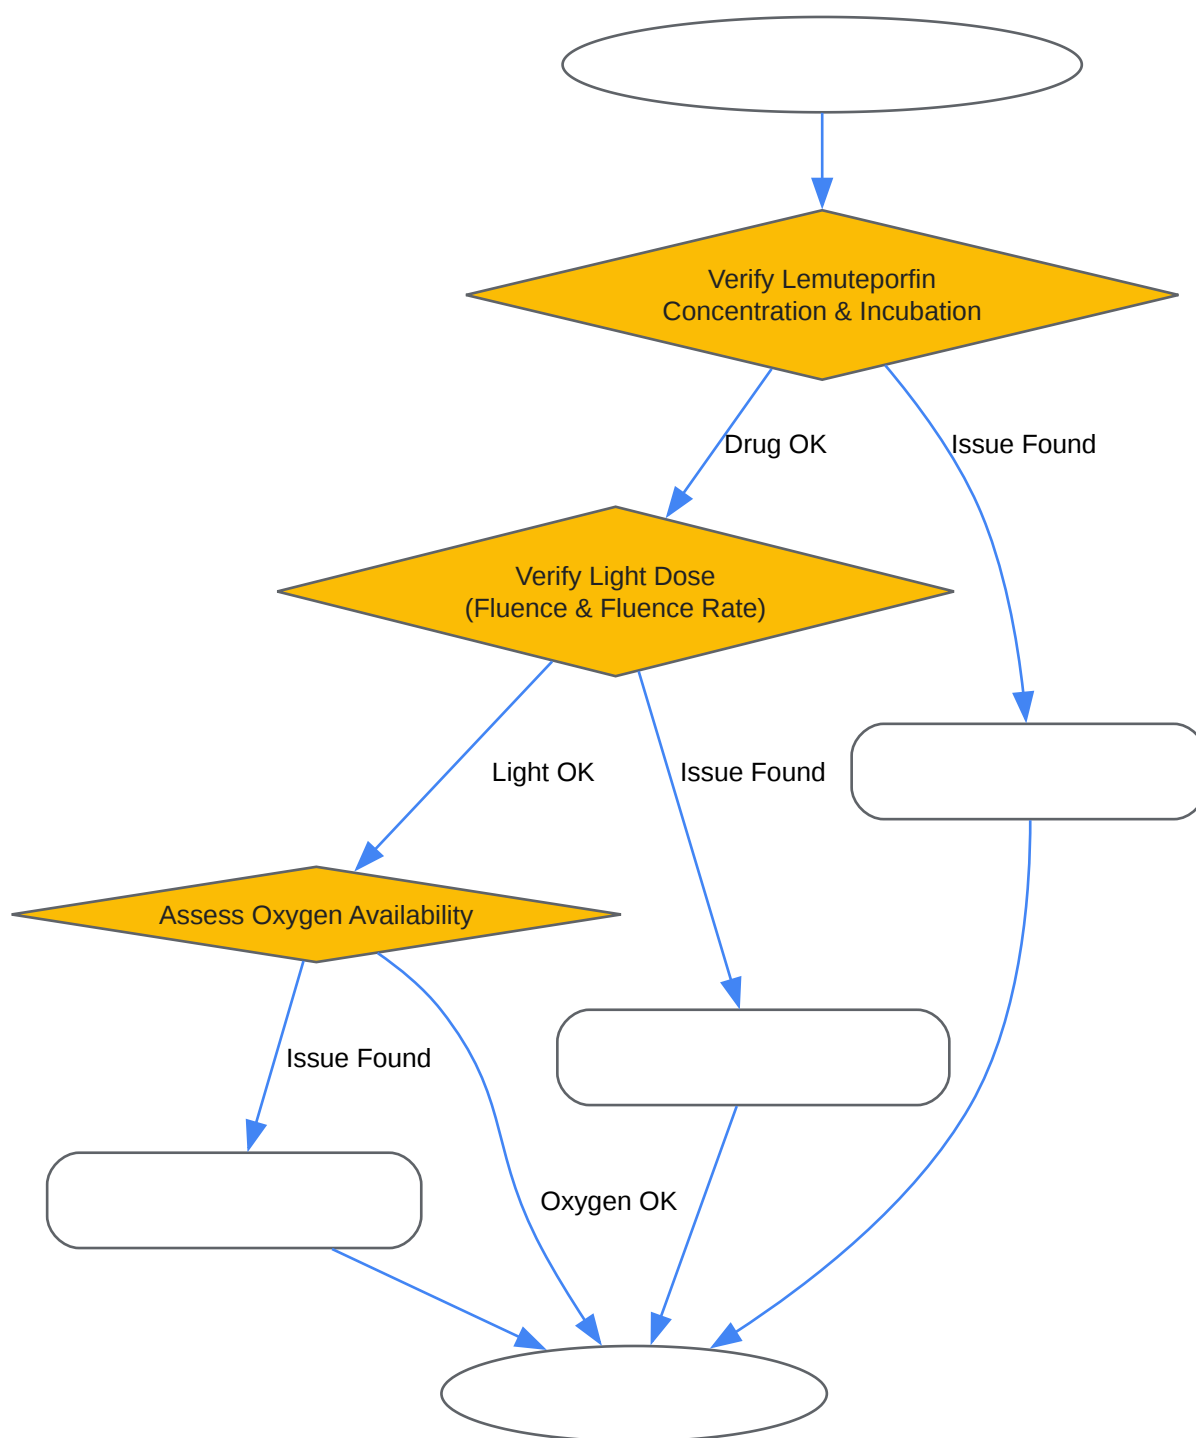 Verify Lemuteporfin
Concentration & Incubation
Drug OK
Issue Found
Verify Light Dose
(Fluence & Fluence Rate)
Light OK
Issue Found
Assess Oxygen Availability
Issue Found
Oxygen OK